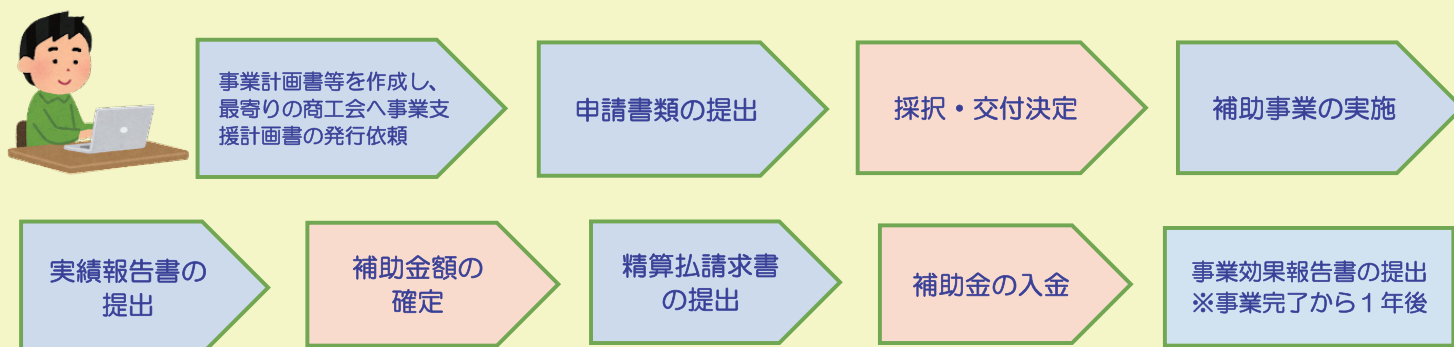 事業計画書等を作成し、
最寄りの商工会へ事業支
援計画書の発行依頼
申請書類の提出
採択・交付決定
補助事業の実施
実績報告書の
提出
補助金額の
確定
精算払請求書
の提出
補助金の入金
事業効果報告書の提出
※事業完了から１年後